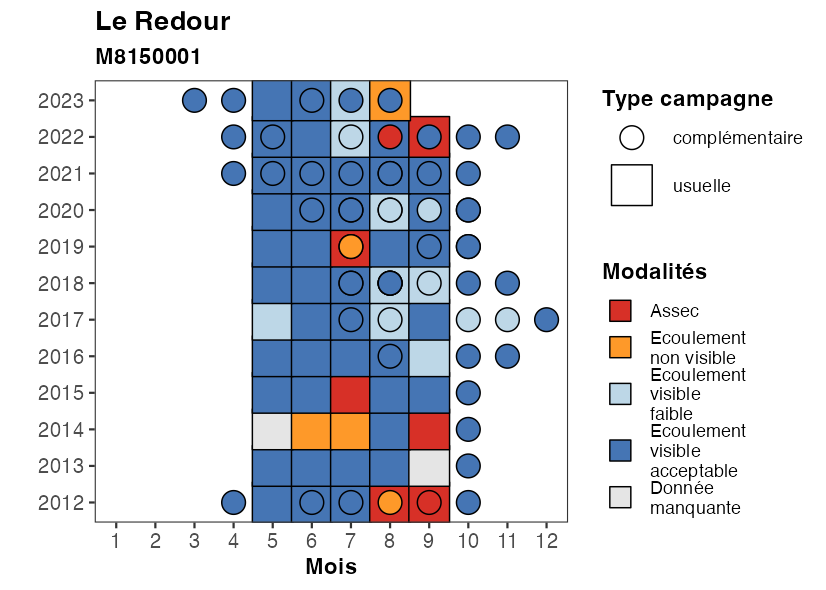 Le Redour
M8150001
2023
2022
2021
2020
2019
2018
2017
2016
2015
2014
2013
2012
1 2 3 4 5 6 7 8 9 10 11 12
Mois
Type campagne
complémentaire
usuelle
Modalités
Assec
Ecoulement
non visible
Ecoulement
visible
faible
Ecoulement
visible
acceptable
Donnée
manquante